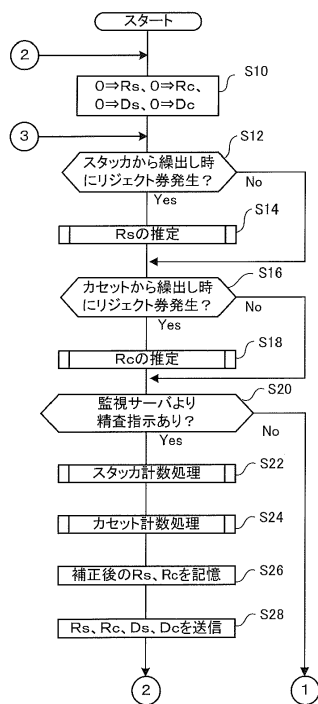 スタート
②
0⇒Rs、0⇒Rc、
0⇒Ds、0⇒Dc
S10
③
スタッカから繰出し時
にリジェクト券発生？
S12
No
Yes
Rsの推定
S14
カセットから繰出し時
にリジェクト券発生？
S16
No
Yes
Rcの推定
S18
監視サーバより
精査指示あり？
S20
No
Yes
スタッカ計数処理
S22
カセット計数処理
S24
補正後のRs、Rcを記憶
S26
Rs、Rc、Ds、Dcを送信
S28
②
①